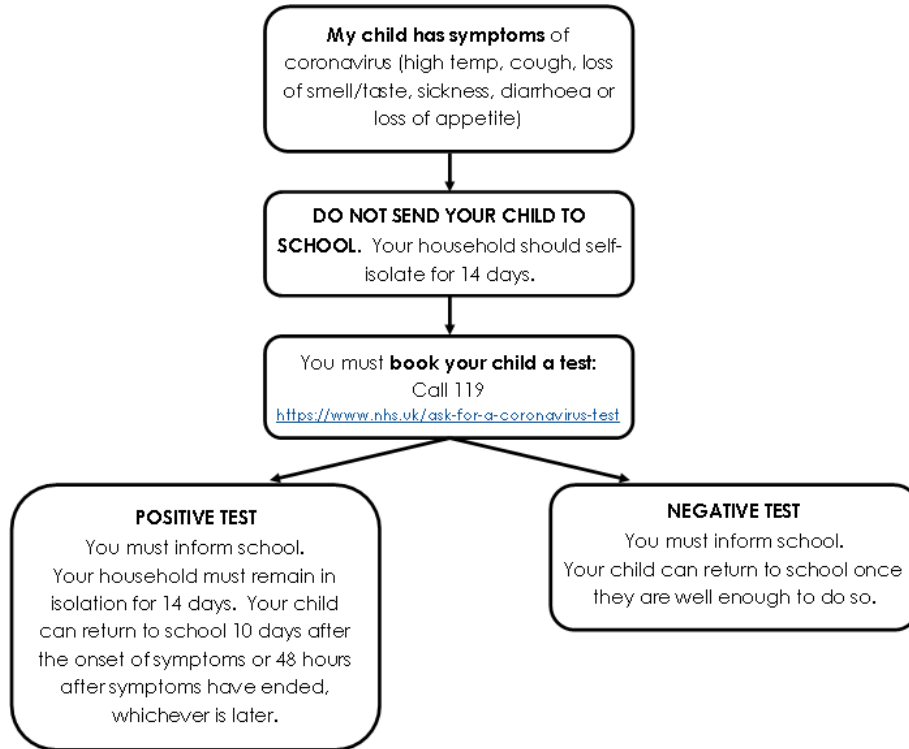 My child has symptoms of
coronavirus (high temp, cough, loss
of smell/taste, sickness, diarrhoea or
loss of appetite)
DO NOT SEND YOUR CHILD TO
SCHOOL. Your household should self-
isolate for 14 days.
You must book your child a test:
Call 119
https://www.nhs.uk/ask-for-a-coronavirus-test
POSITIVE TEST
You must inform school.
Your household must remain in
isolation for 14 days. Your child
can return to school 10 days after
the onset of symptoms or 48 hours
after symptoms have ended,
whichever is later.
NEGATIVE TEST
You must inform school.
Your child can return to school once
they are well enough to do so.